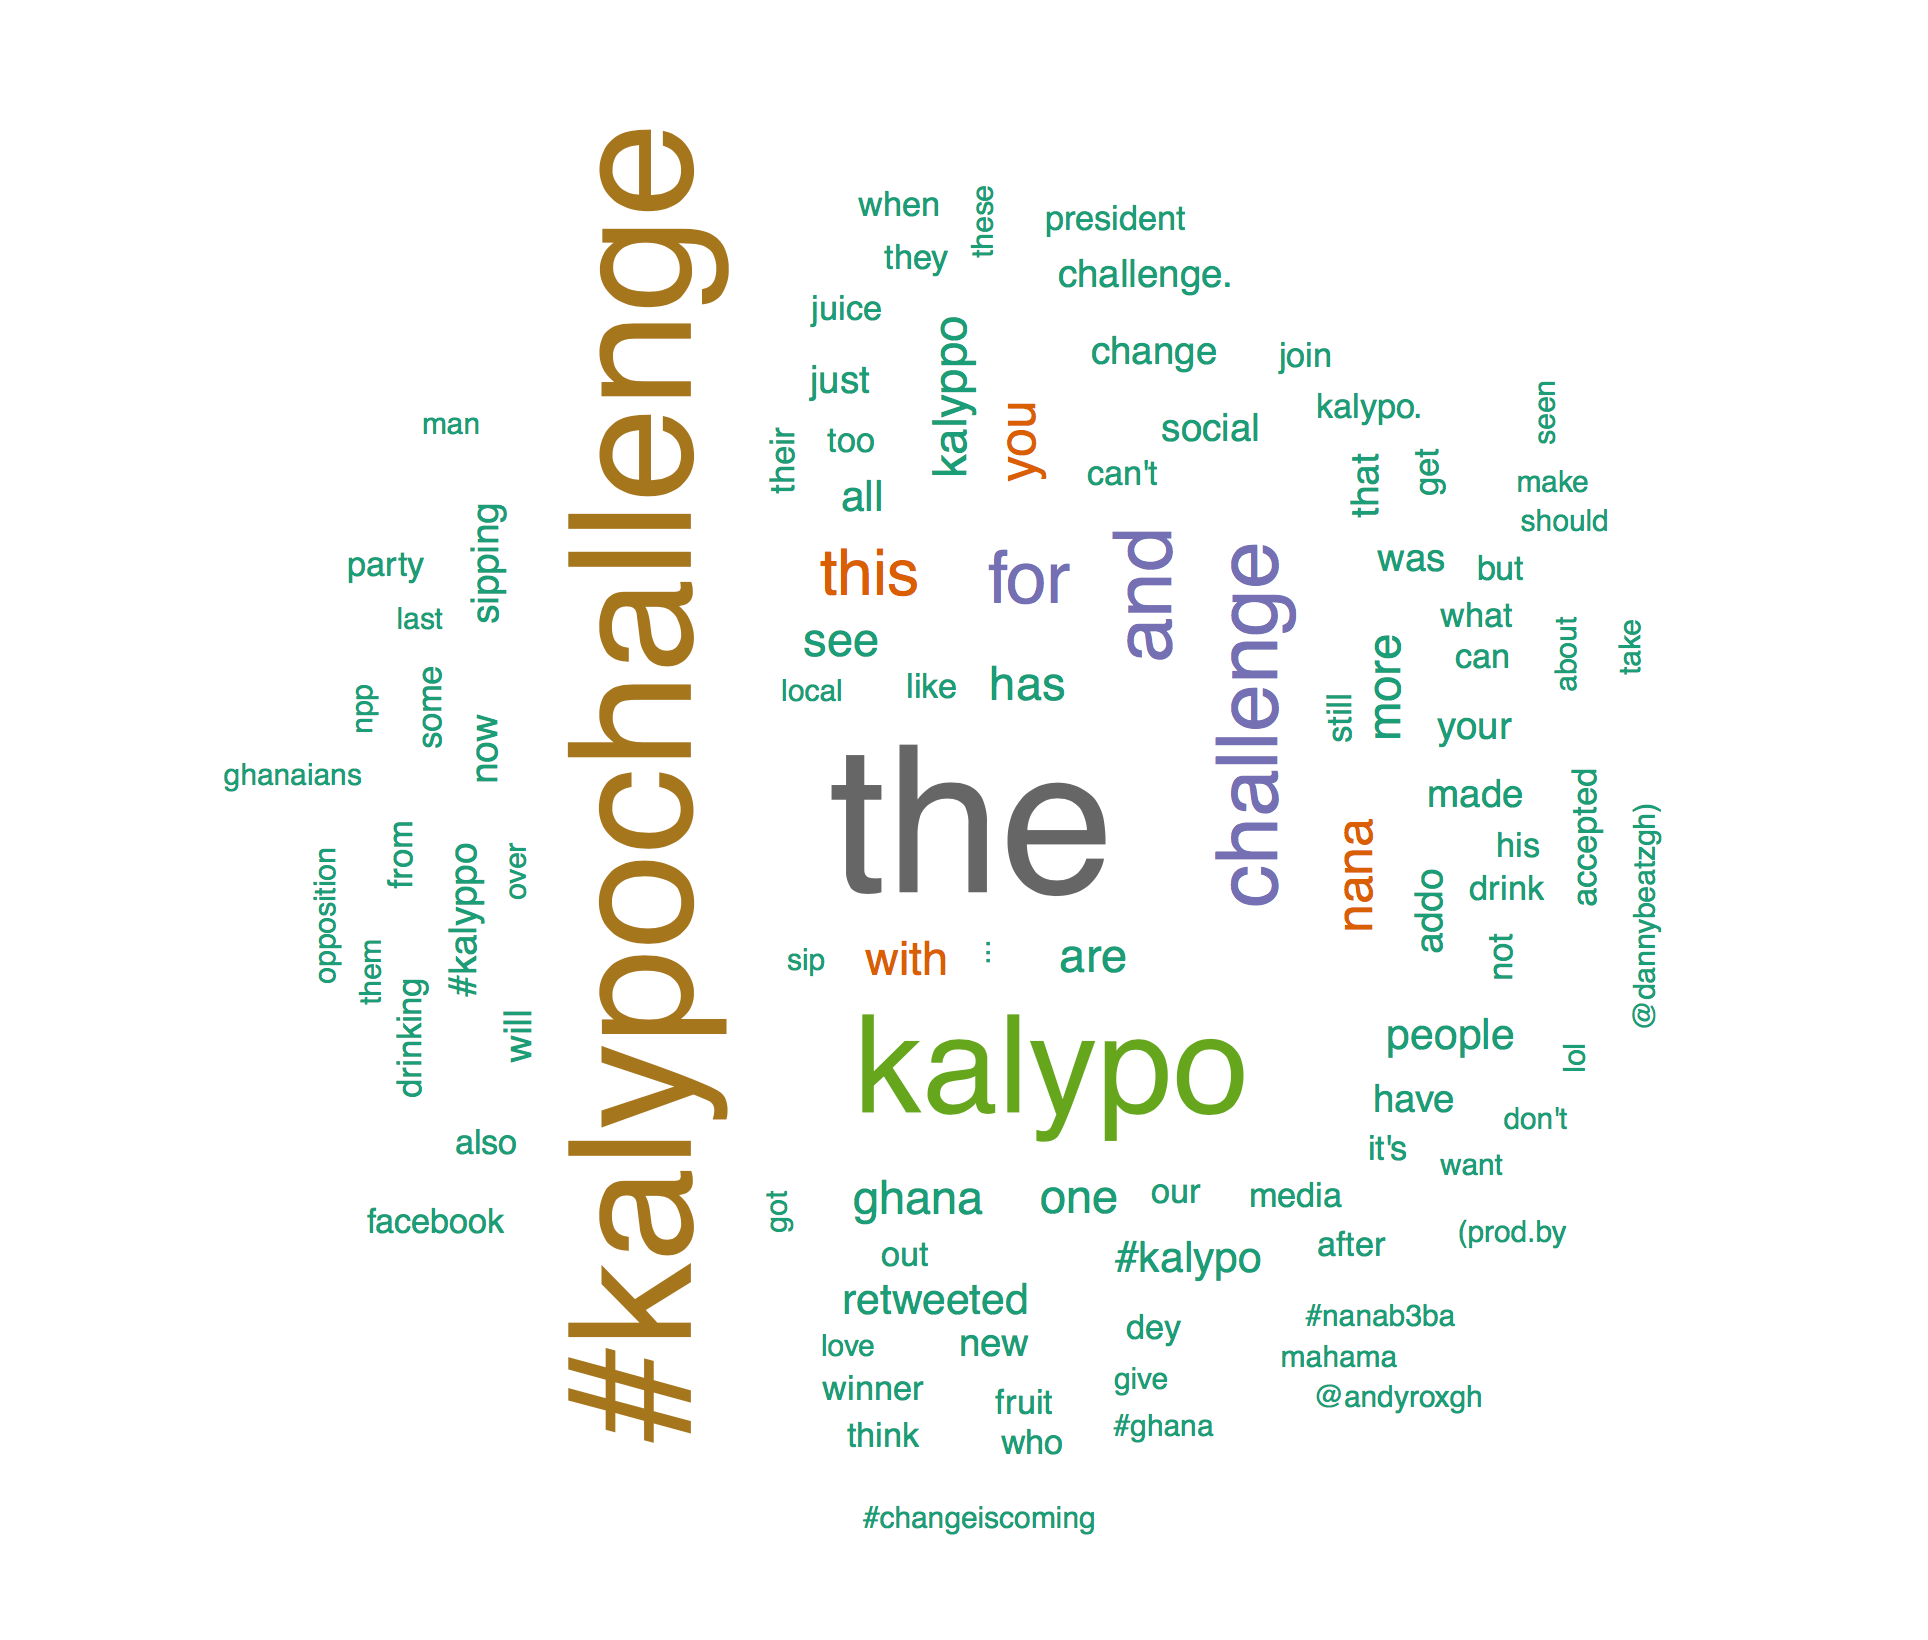 #kalypochallenge
when
these
president
they
challenge.
juice
kalyppo
change
join
just
you
kalypo.
seen
man
their
too
social
can't
that
get
all
make
should
sipping
party
this
for
and
challenge
was
but
last
see
what
about
take
npp
some
now
local
like
has
still
more
can
your
ghanaians
the
made
accepted
@dannybeatzgh)
opposition
from
#kalyppo
over
nana
addo
his
drink
them
drinking
will
sip
with
...
are
not
kalypo
people
lol
have
don't
also
it's
want
facebook
got
ghana
one
our
media
out
#kalypo
after
(prod.by
retweeted
dey
#nanab3ba
love
new
mahama
winner
give
fruit
@andyroxgh
think
who
#ghana
#changeiscoming